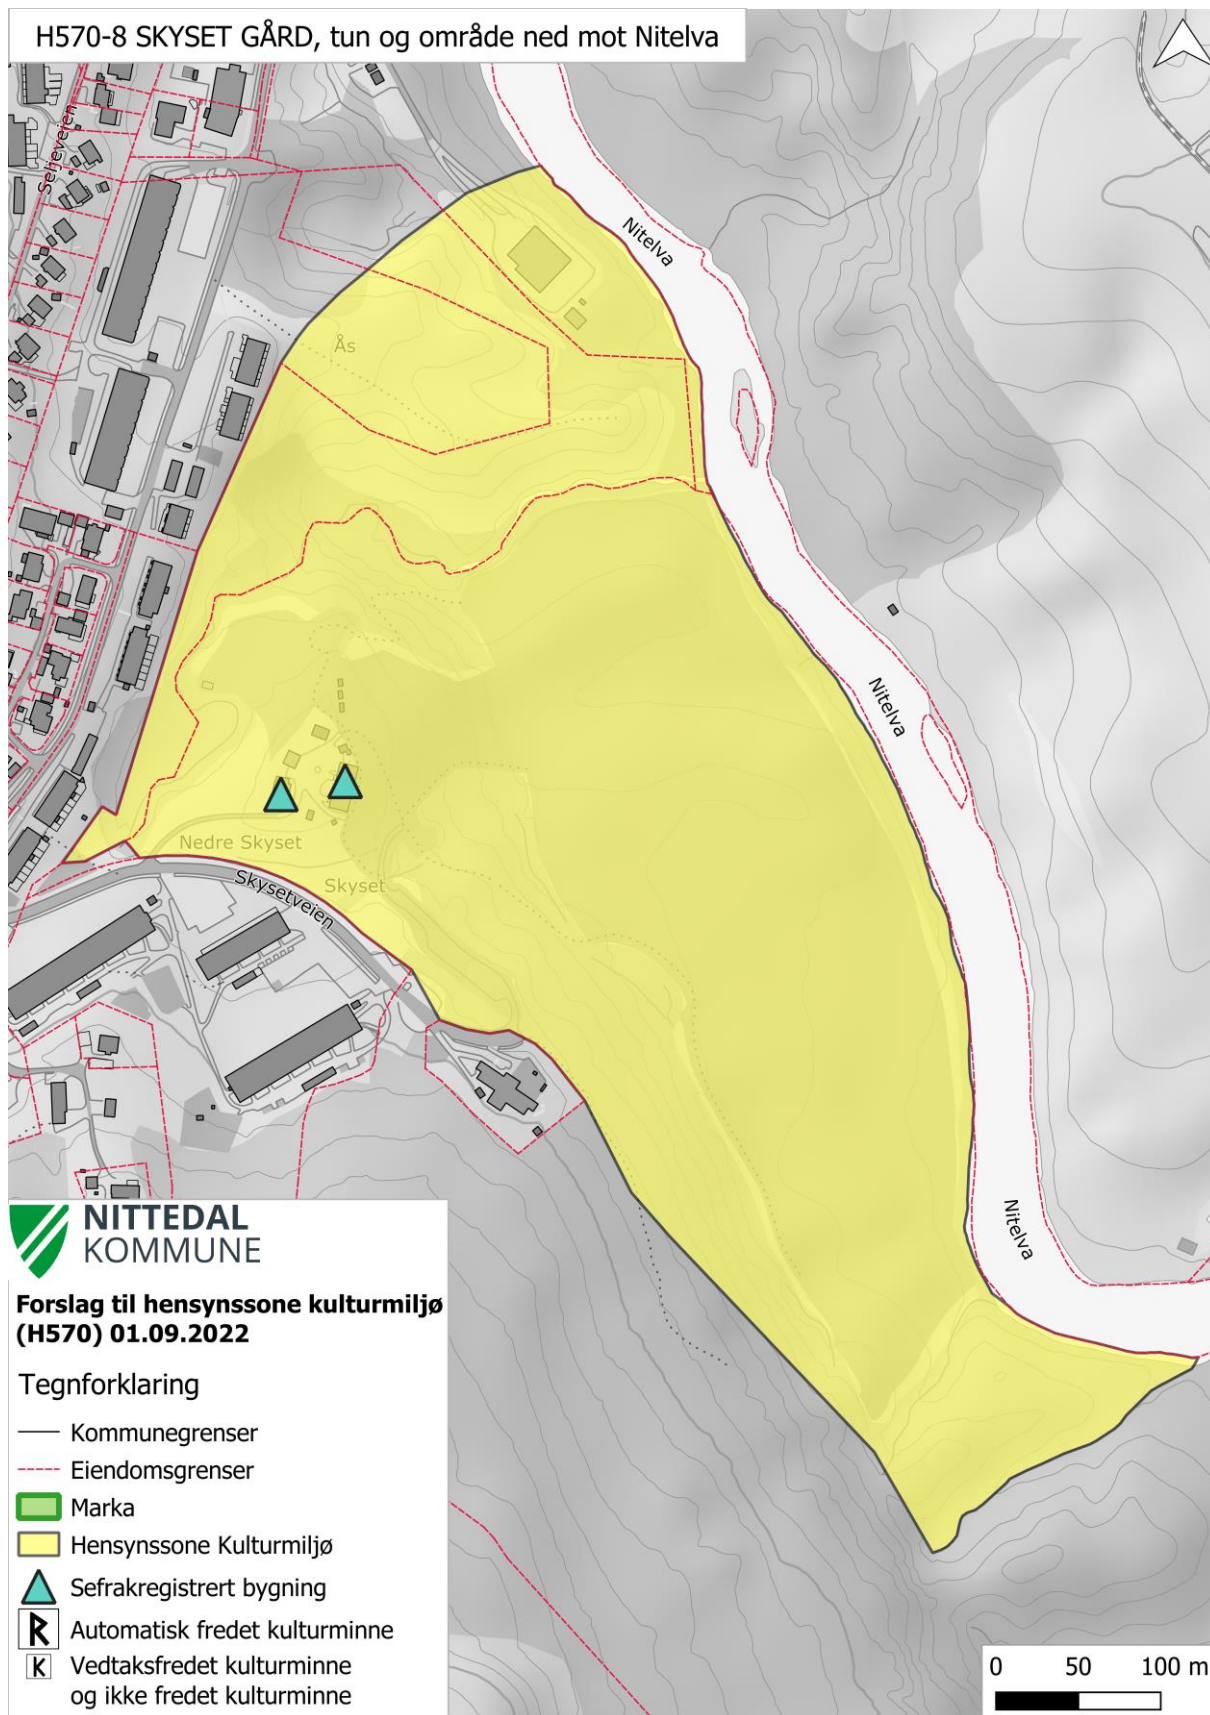 H570-8 SKYSET GÅRD, tun og område ned mot Nitelva
Seljeveien
Nitelva
Ås
Nitelva
Nedre Skyset
Skyset
Skysetveien
Nitelva
NITTEDAL
KOMMUNE
Forslag til hensynssone kulturmiljø
(H570) 01.09.2022
Tegnforklaring
Kommunegrenser
Eiendomsgrenser
Marka
Hensynssone Kulturmiljø
Sefrakregistrert bygning
R Automatisk fredet kulturminne
K Vedtaksfredet kulturminne
og ikke fredet kulturminne
0 50 100 m